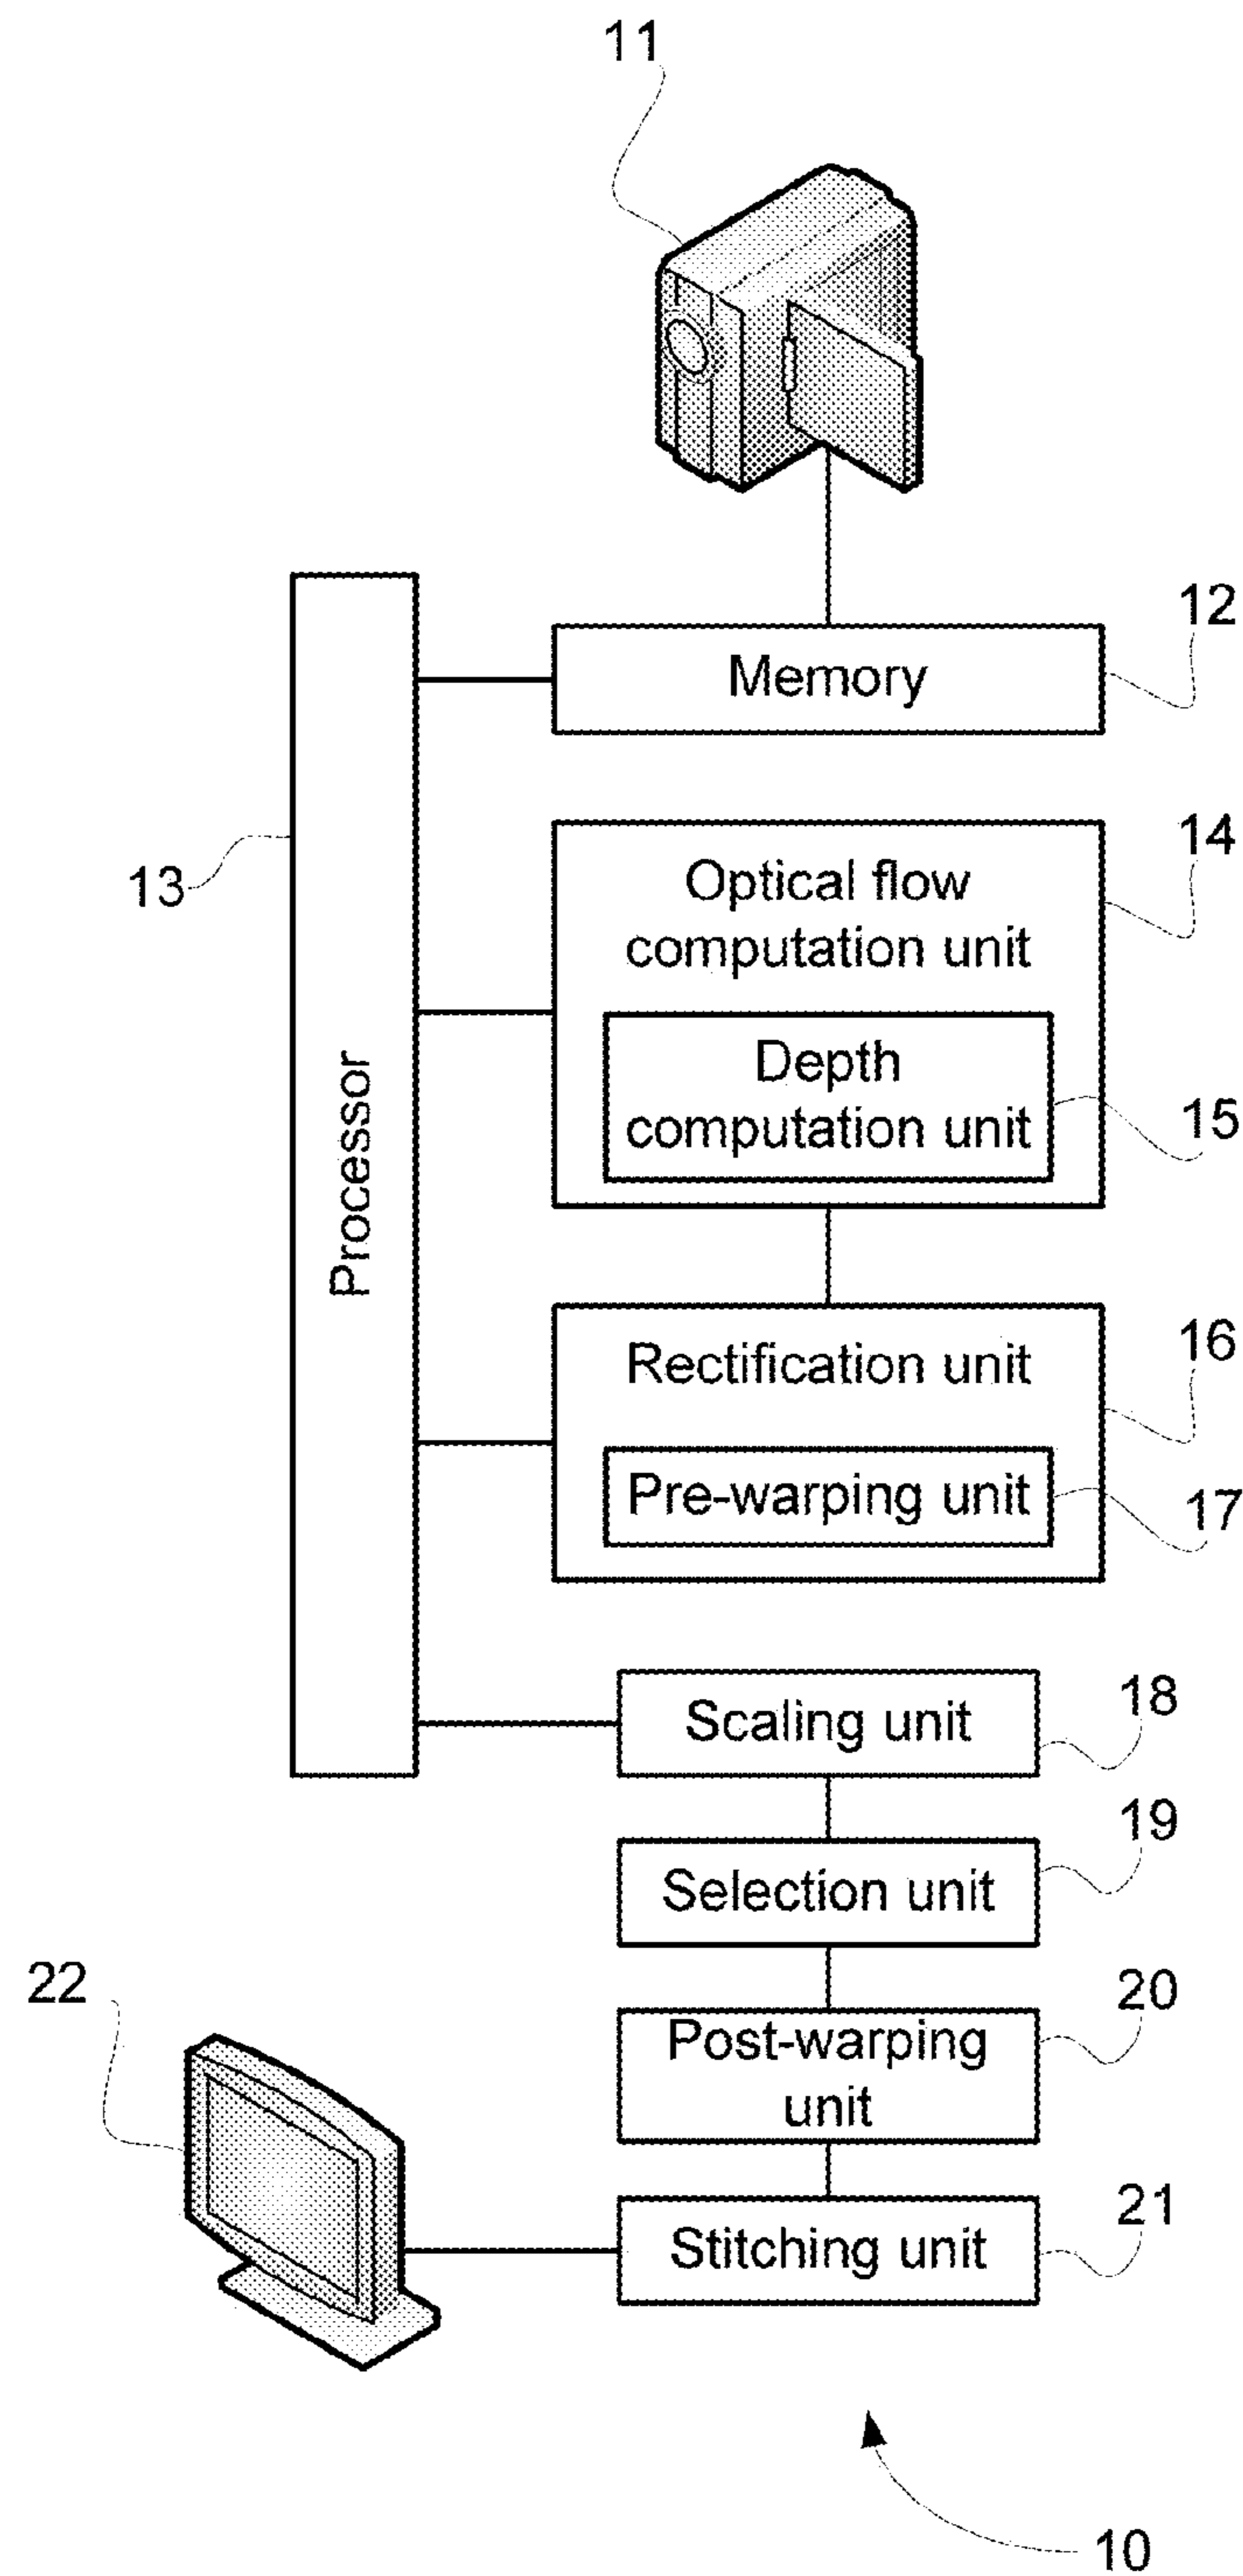 11
12
Memory
14
13
Optical flow
computation unit
Depth
computation unit
15
Processor
16
Rectification unit
Pre-warping unit
17
18
Scaling unit
19
Selection unit
22
20
Post-warping
unit
21
Stitching unit
10